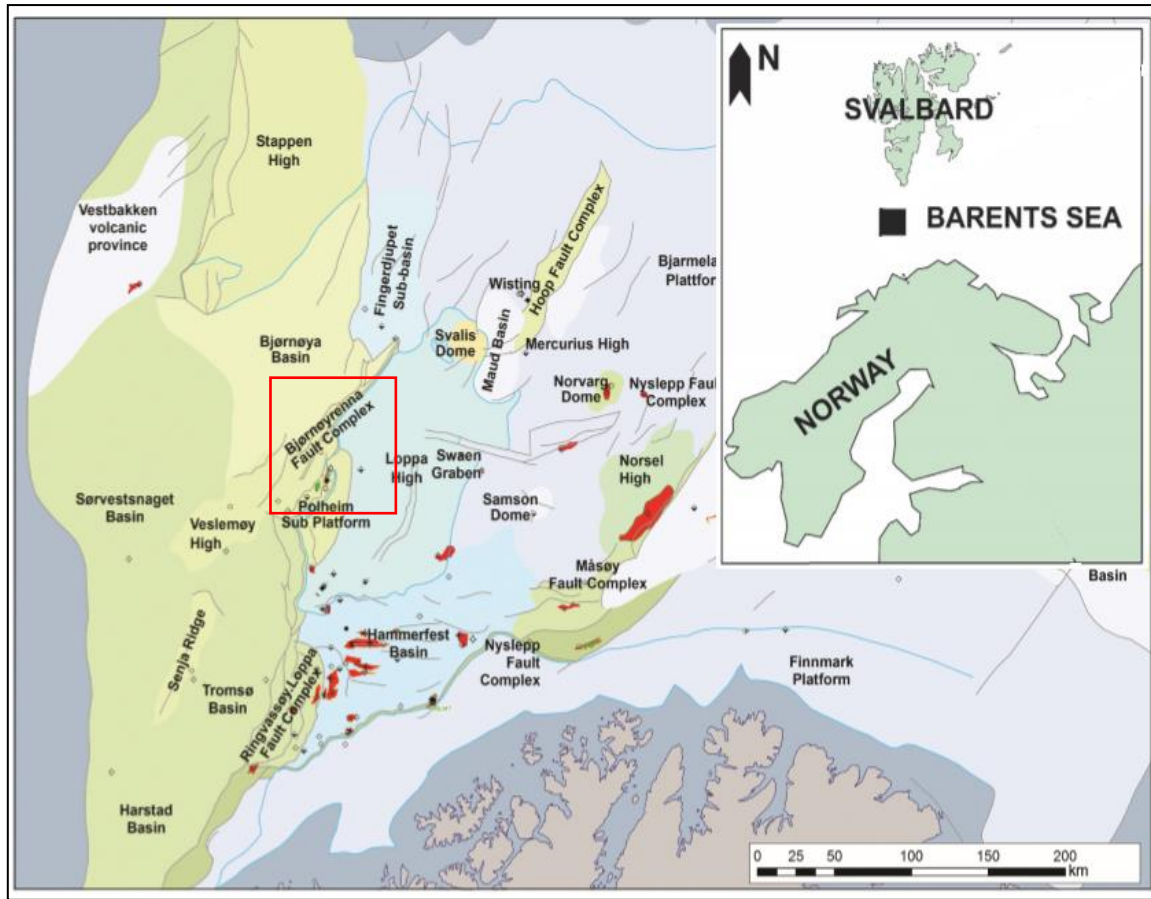 N
SVALBARD
BARENTS SEA
NORWAY
Stappen
High
Vestbakken
volcanic
province
Fingerdjupet
Sub-basin
Hoop Fault Complex
Bjarmela
Plattfor
Wisting
Bjørnøya
Basin
Svalis
Dome
Maud Basin
Mercurius High
Norvarg
Dome
Nyslepp Fau
Complex
Bjørnøyrenna
Fault Complex
Loppa
High
Swaen
Graben
Norsel
High
Sørvestsnaget
Basin
Polheim
Sub Platform
Samson
Dome
Veslemøy
High
Måsøy
Fault Complex
Basin
Hammerfest
Basin
Nyslepp
Fault
Complex
Finnmark
Platform
Senja Ridge
Tromsø
Basin
Ringvassøy.Loppa
Fault Complex
Harstad
Basin
0 25 50 100 150 200
km